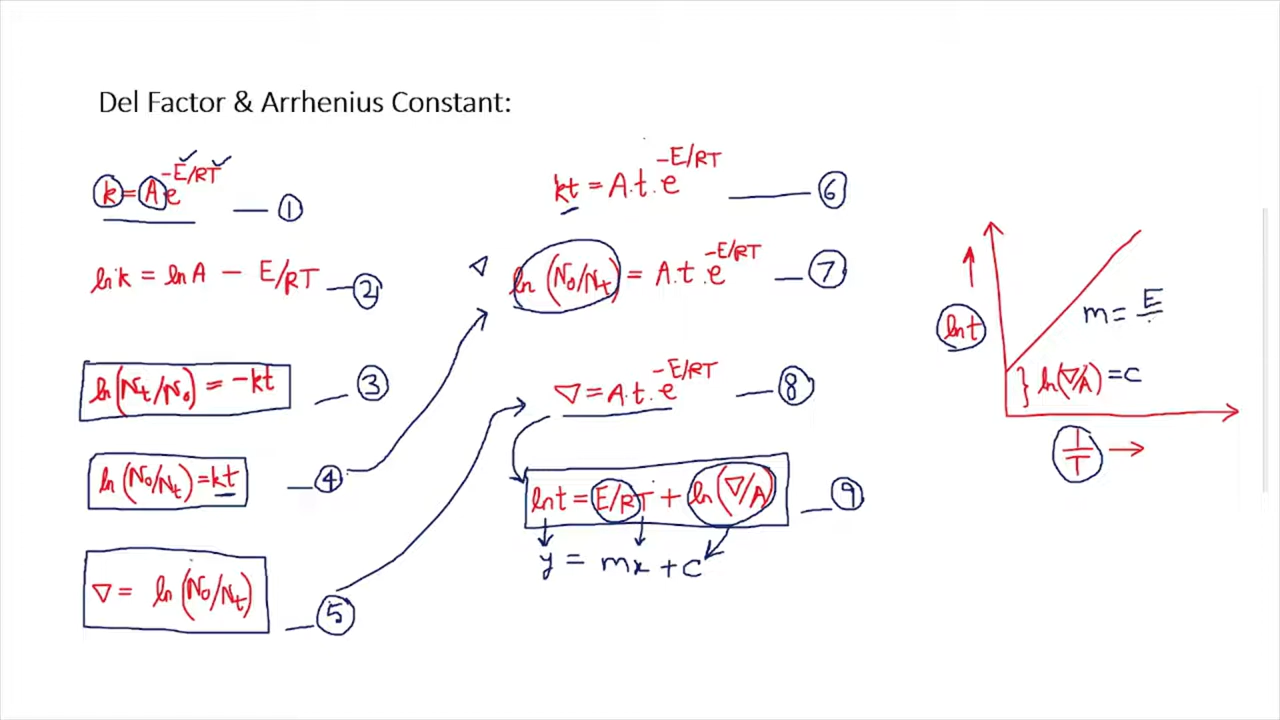 Del Factor & Arrhenius Constant:
k = A e^-E/RT — ①
ln k = ln A - E/RT — ②
ln(Nt/N₀) = -kt — ③
ln(N₀/Nt) = kt — ④
∇ = ln(N₀/Nt) — ⑤
kt = A.t.e^-E/RT — ⑥
∇ ln(N₀/Nt) = A.t.e^-E/RT — ⑦
∇ = A.t.e^-E/RT — ⑧
lnt = E/RT + ln(∇/A) — ⑨
y = mx + c
ln t
m = E
} ln(∇/A) = C
1/T →